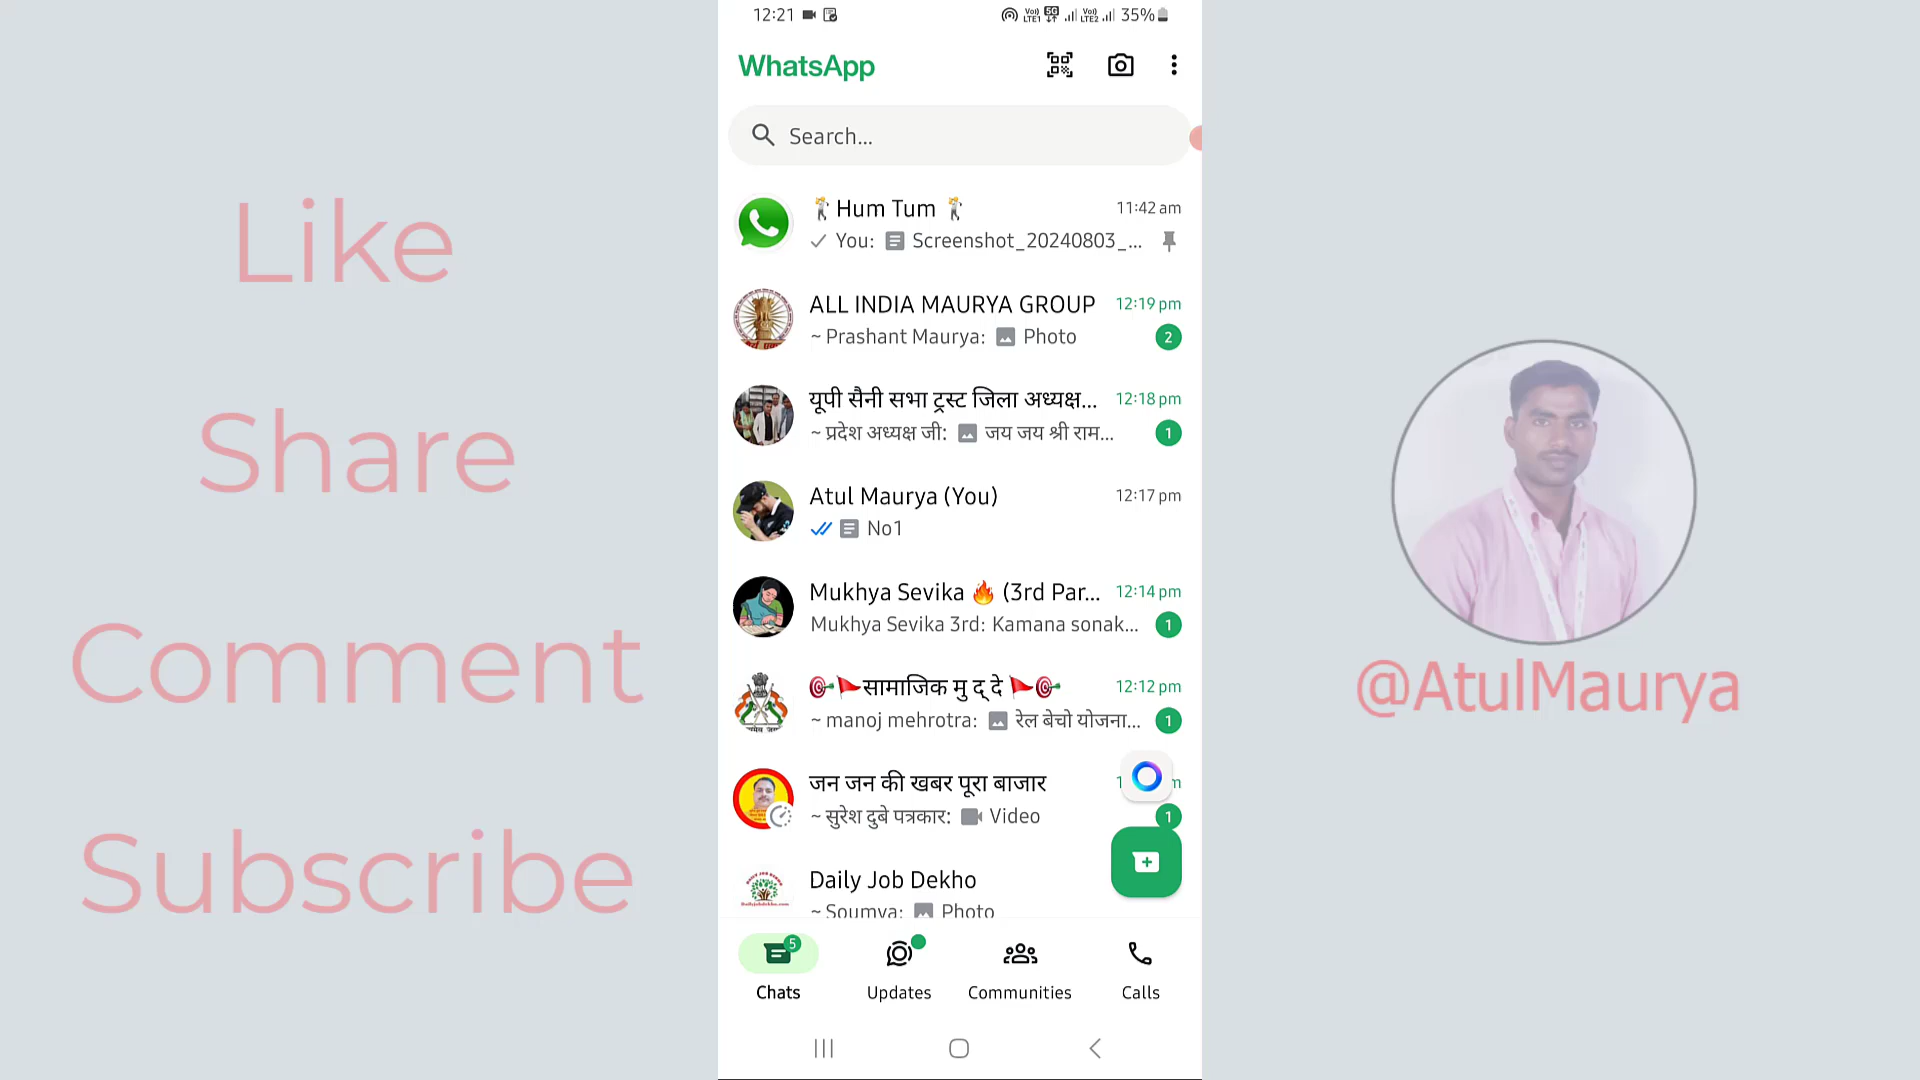 Like
Share
Comment
Subscribe
12:21
35%
WhatsApp
Search...
Hum Tum
11:42 am
You: Screenshot_20240803_...
ALL INDIA MAURYA GROUP
12:19 pm
~ Prashant Maurya: Photo
2
यूपी सैनी सभा ट्रस्ट जिला अध्यक्ष...
12:18 pm
~ प्रदेश अध्यक्ष जी: जय जय श्री राम...
1
Atul Maurya (You)
12:17 pm
No1
Mukhya Sevika 🔥 (3rd Par...
12:14 pm
Mukhya Sevika 3rd: Kamana sonak...
1
🎯🚩सामाजिक मु द् दे 🚩🎯
12:12 pm
~ manoj mehrotra: रेल बेचो योजना...
1
जन जन की खबर पूरा बाजार
~ सुरेश दुबे पत्रकार: Video
1
Daily Job Dekho
~ Soumya: Photo
5
Chats
Updates
Communities
Calls
@AtulMaurya